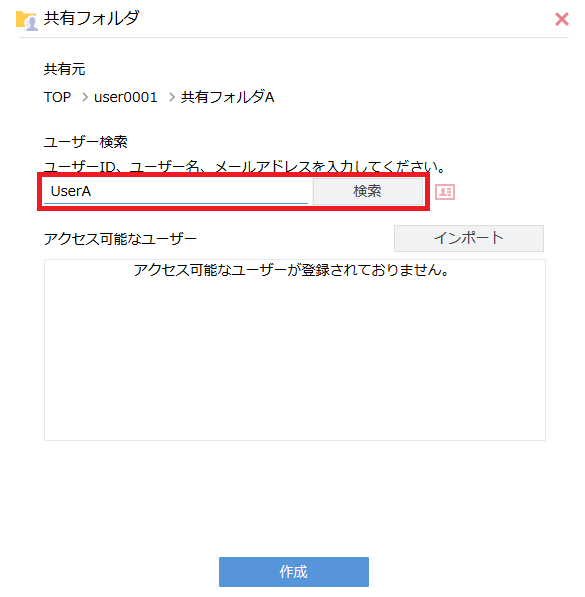 共有フォルダ
共有元
TOP > user0001 > 共有フォルダA
ユーザー検索
ユーザーID、ユーザー名、メールアドレスを入力してください。
UserA 検索
アクセス可能なユーザー インポート
アクセス可能なユーザーが登録されておりません。
作成